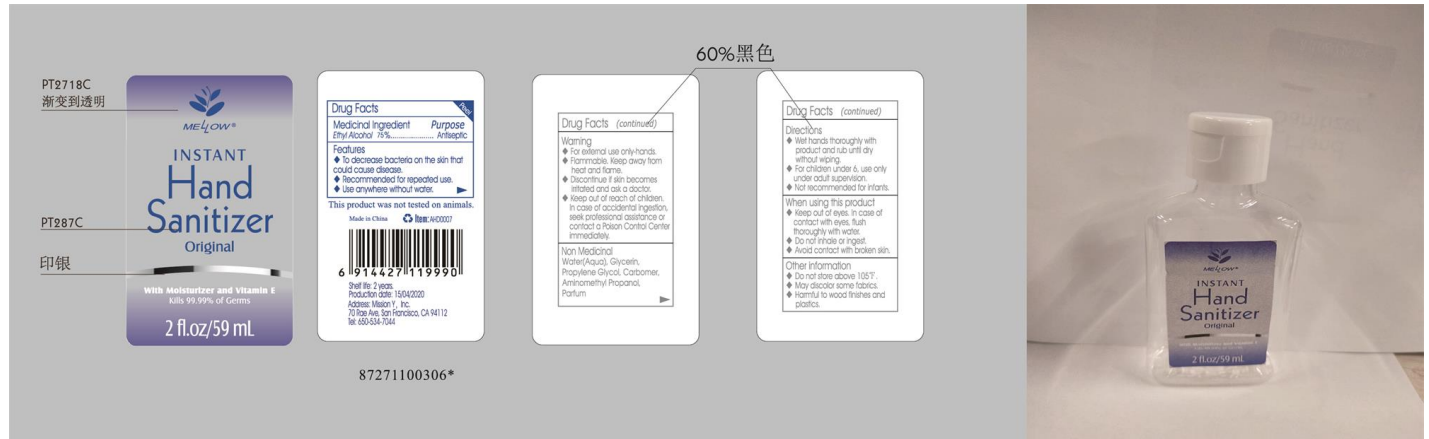 PT2718C
渐变到透明
PT287C
印银
MELLOW®
INSTANT
Hand
Sanitizer
Original
With Moisturizer and Vitamin E
Kills 99.99% of Germs
2 fl.oz/59 mL
Peel
Drug Facts
Medicinal Ingredient Purpose
Ethyl Alcohol 75%...................... Antiseptic
Features
◆ To decrease bacteria on the skin that
could cause disease.
◆ Recommended for repeated use.
◆ Use anywhere without water.
This product was not tested on animals.
Made in China Item: AHD0007
6 914427 119990
Shelf life: 2 years.
Production date: 15/04/2020
Address: Mission Y, Inc.
70 Rae Ave, San Francisco, CA 94112
Tel: 650-534-7044
87271100306*
60%黑色
Drug Facts (continued)
Warning
◆ For external use only-hands.
◆ Flammable. Keep away from
heat and flame.
◆ Discontinue if skin becomes
irritated and ask a doctor.
◆ Keep out of reach of children.
In case of accidental ingestion,
seek professional assistance or
contact a Poison Control Center
immediately.
Non Medicinal
Water(Aqua), Glycerin,
Propylene Glycol, Carbomer,
Aminomethyl Propanol,
Parfum
Drug Facts (continued)
Directions
◆ Wet hands thoroughly with
product and rub until dry
without wiping.
◆ For children under 6, use only
under adult supervision.
◆ Not recommended for infants.
When using this product
◆ Keep out of eyes. In case of
contact with eyes, flush
thoroughly with water.
◆ Do not inhale or ingest.
◆ Avoid contact with broken skin.
Other information
◆ Do not store above 105°F.
◆ May discolor some fabrics.
◆ Harmful to wood finishes and
plastics.
MELLOW®
INSTANT
Hand
Sanitizer
Original
With Moisturizer and Vitamin E
2 fl.oz/59 mL